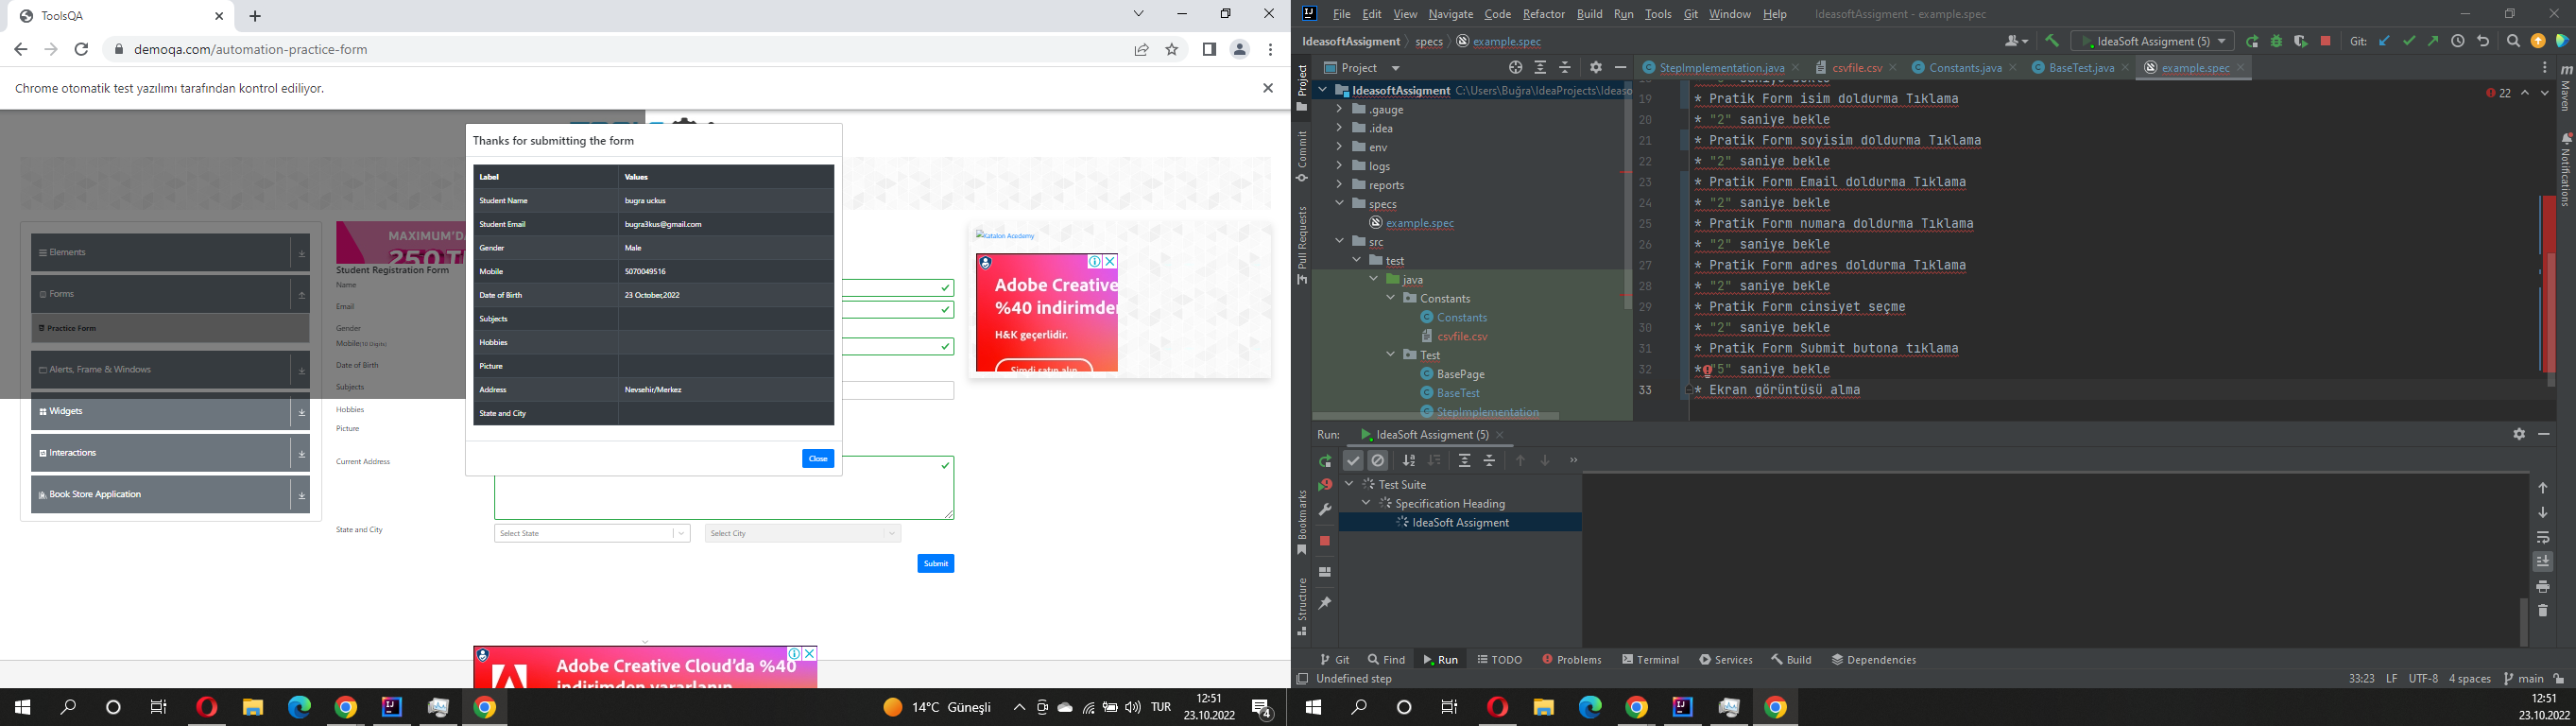 ToolsQA
demoqa.com/automation-practice-form
Chrome otomatik test yazılımı tarafından kontrol ediliyor.
Thanks for submitting the form
Label Values
Student Name bugra uckus
Student Email bugra3kus@gmail.com
Gender Male
Mobile 5070049516
Date of Birth 23 October,2022
Subjects
Hobbies
Picture
Address Nevsehir/Merkez
State and City
Close
Elements
Forms
Practice Form
Alerts, Frame & Windows
Widgets
Interactions
Book Store Application
MAXIMUM'DA
250 T
Student Registration Form
Name
Email
Gender
Mobile(10 Digits)
Date of Birth
Subjects
Hobbies
Picture
Current Address
State and City
Select State
Select City
Submit
Katalon Academy
Adobe Creative
%40 indirimde
H&K geçerlidir.
Şimdi satın alın
Adobe Creative Cloud'da %40
indirimden yararlanın
14°C Güneşli
TUR
12:51
23.10.2022
4
File Edit View Navigate Code Refactor Build Run Tools Git Window Help
IdeasoftAssigment - example.spec
IdeasoftAssigment specs example.spec
IdeaSoft Assigment (5)
Git:
Project
StepImplementation.java csvfile.csv Constants.java BaseTest.java example.spec
IdeasoftAssigment C:\Users\Buğra\IdeaProjects\Ideaso
.gauge
.idea
env
logs
reports
specs
example.spec
src
test
java
Constants
Constants
csvfile.csv
Test
BasePage
BaseTest
StepImplementation
22
19 * Pratik Form isim doldurma Tıklama
20 * "2" saniye bekle
21 * Pratik Form soyisim doldurma Tıklama
22 * "2" saniye bekle
23 * Pratik Form Email doldurma Tıklama
24 * "2" saniye bekle
25 * Pratik Form numara doldurma Tıklama
26 * "2" saniye bekle
27 * Pratik Form adres doldurma Tıklama
28 * "2" saniye bekle
29 * Pratik Form cinsiyet seçme
30 * "2" saniye bekle
31 * Pratik Form Submit butona tıklama
32 * "5" saniye bekle
33 * Ekran görüntüsü alma
Project
Commit
Pull Requests
Bookmarks
Structure
Maven
Notifications
Run: IdeaSoft Assigment (5)
Test Suite
Specification Heading
IdeaSoft Assigment
Git Find Run TODO Problems Terminal Services Build Dependencies
Undefined step
33:23 LF UTF-8 4 spaces main
12:51
23.10.2022